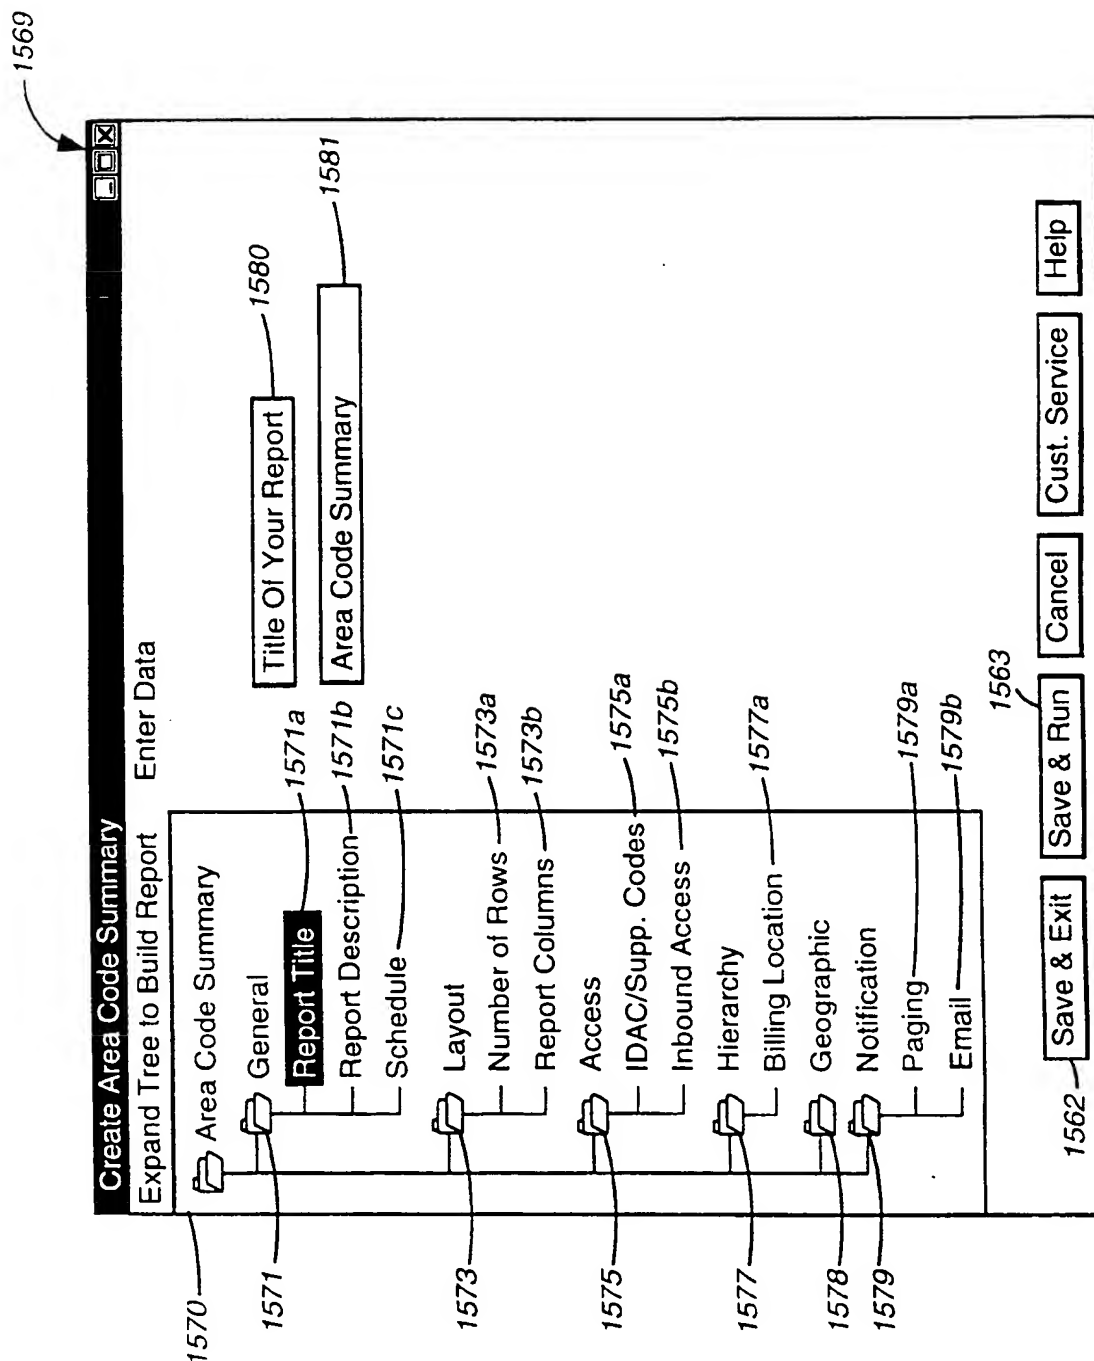 1569
Create Area Code Summary
Expand Tree to Build Report
Enter Data
1570
Area Code Summary
1571
General
Report Title
1571a
Report Description
1571b
Schedule
1571c
Title Of Your Report
1580
Area Code Summary
1581
1573
Layout
Number of Rows
1573a
Report Columns
1573b
1575
Access
IDAC/Supp. Codes
1575a
Inbound Access
1575b
1577
Hierarchy
Billing Location
1577a
1578
Geographic
1579
Notification
Paging
1579a
Email
1579b
1562
Save & Exit
1563
Save & Run
Cancel
Cust. Service
Help